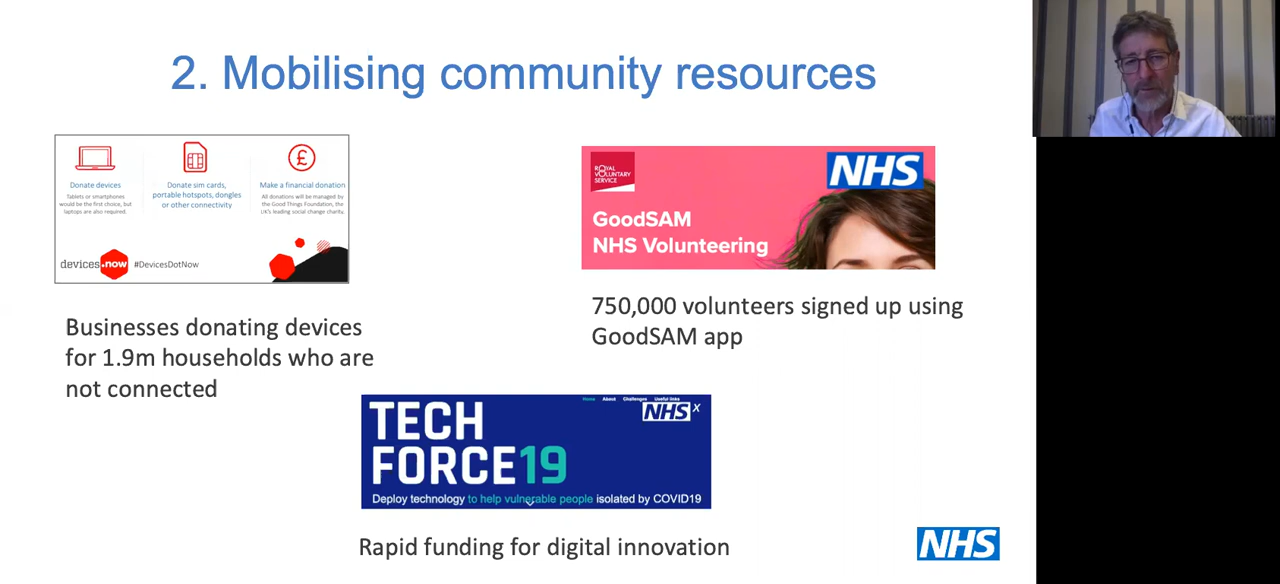 2. Mobilising community resources
Donate devices
Tablets or smartphones
would be the first choice, but
laptops are also required.
Donate sim cards,
portable hotspots, dongles
or other connectivity
Make a financial donation
All donations will be managed by
the Good Things Foundation, the
UK's leading social change charity.
devices.now #DevicesDotNow
Businesses donating devices
for 1.9m households who are
not connected
ROYAL
VOLUNTARY
SERVICE
NHS
GoodSAM
NHS Volunteering
750,000 volunteers signed up using
GoodSAM app
Home About Challenges Useful links
NHSX
TECH
FORCE19
Deploy technology to help vulnerable people isolated by COVID19
Rapid funding for digital innovation
NHS